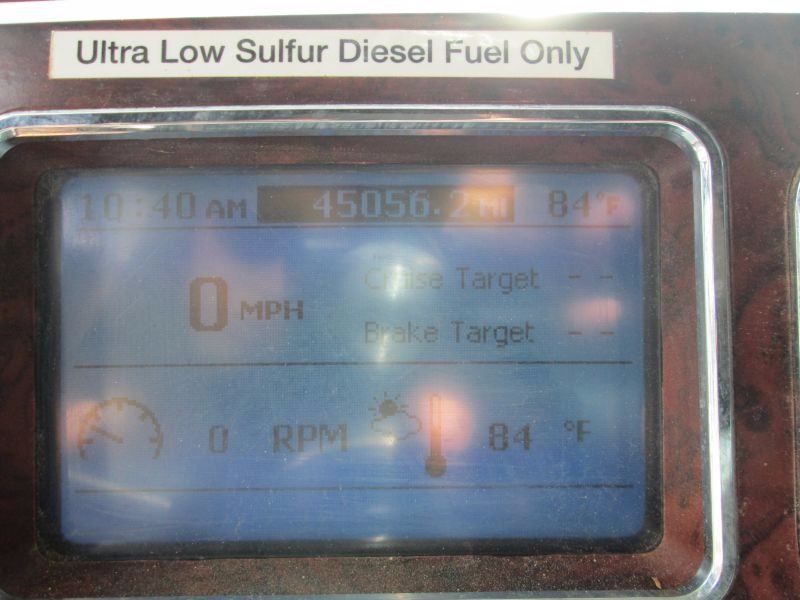 Ultra Low Sulfur Diesel Fuel Only
10:40 AM 45056.2 MI 84°F
0 MPH
Cruise Target - -
Brake Target - -
0 RPM 84 °F